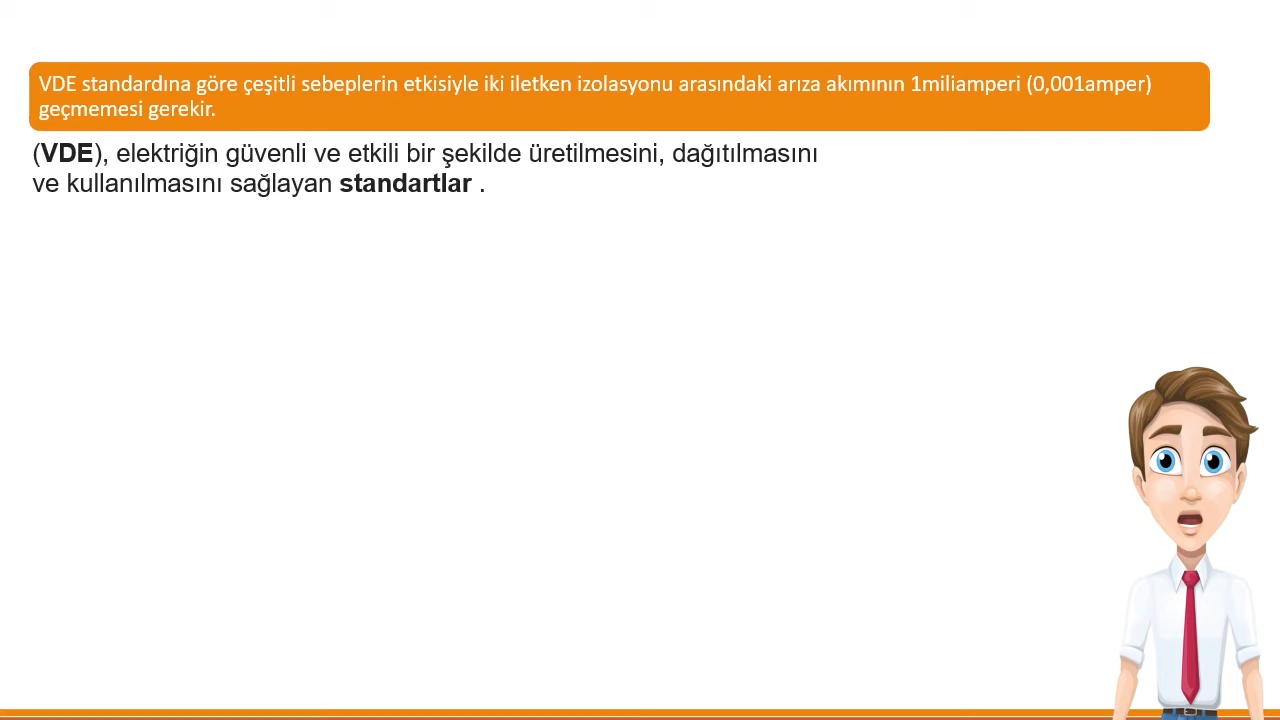 VDE standardına göre çeşitli sebeplerin etkisiyle iki iletken izolasyonu arasındaki arıza akımının 1miliamperi (0,001amper)
geçmemesi gerekir.
(VDE), elektriğin güvenli ve etkili bir şekilde üretilmesini, dağıtılmasını
ve kullanılmasını sağlayan standartlar .